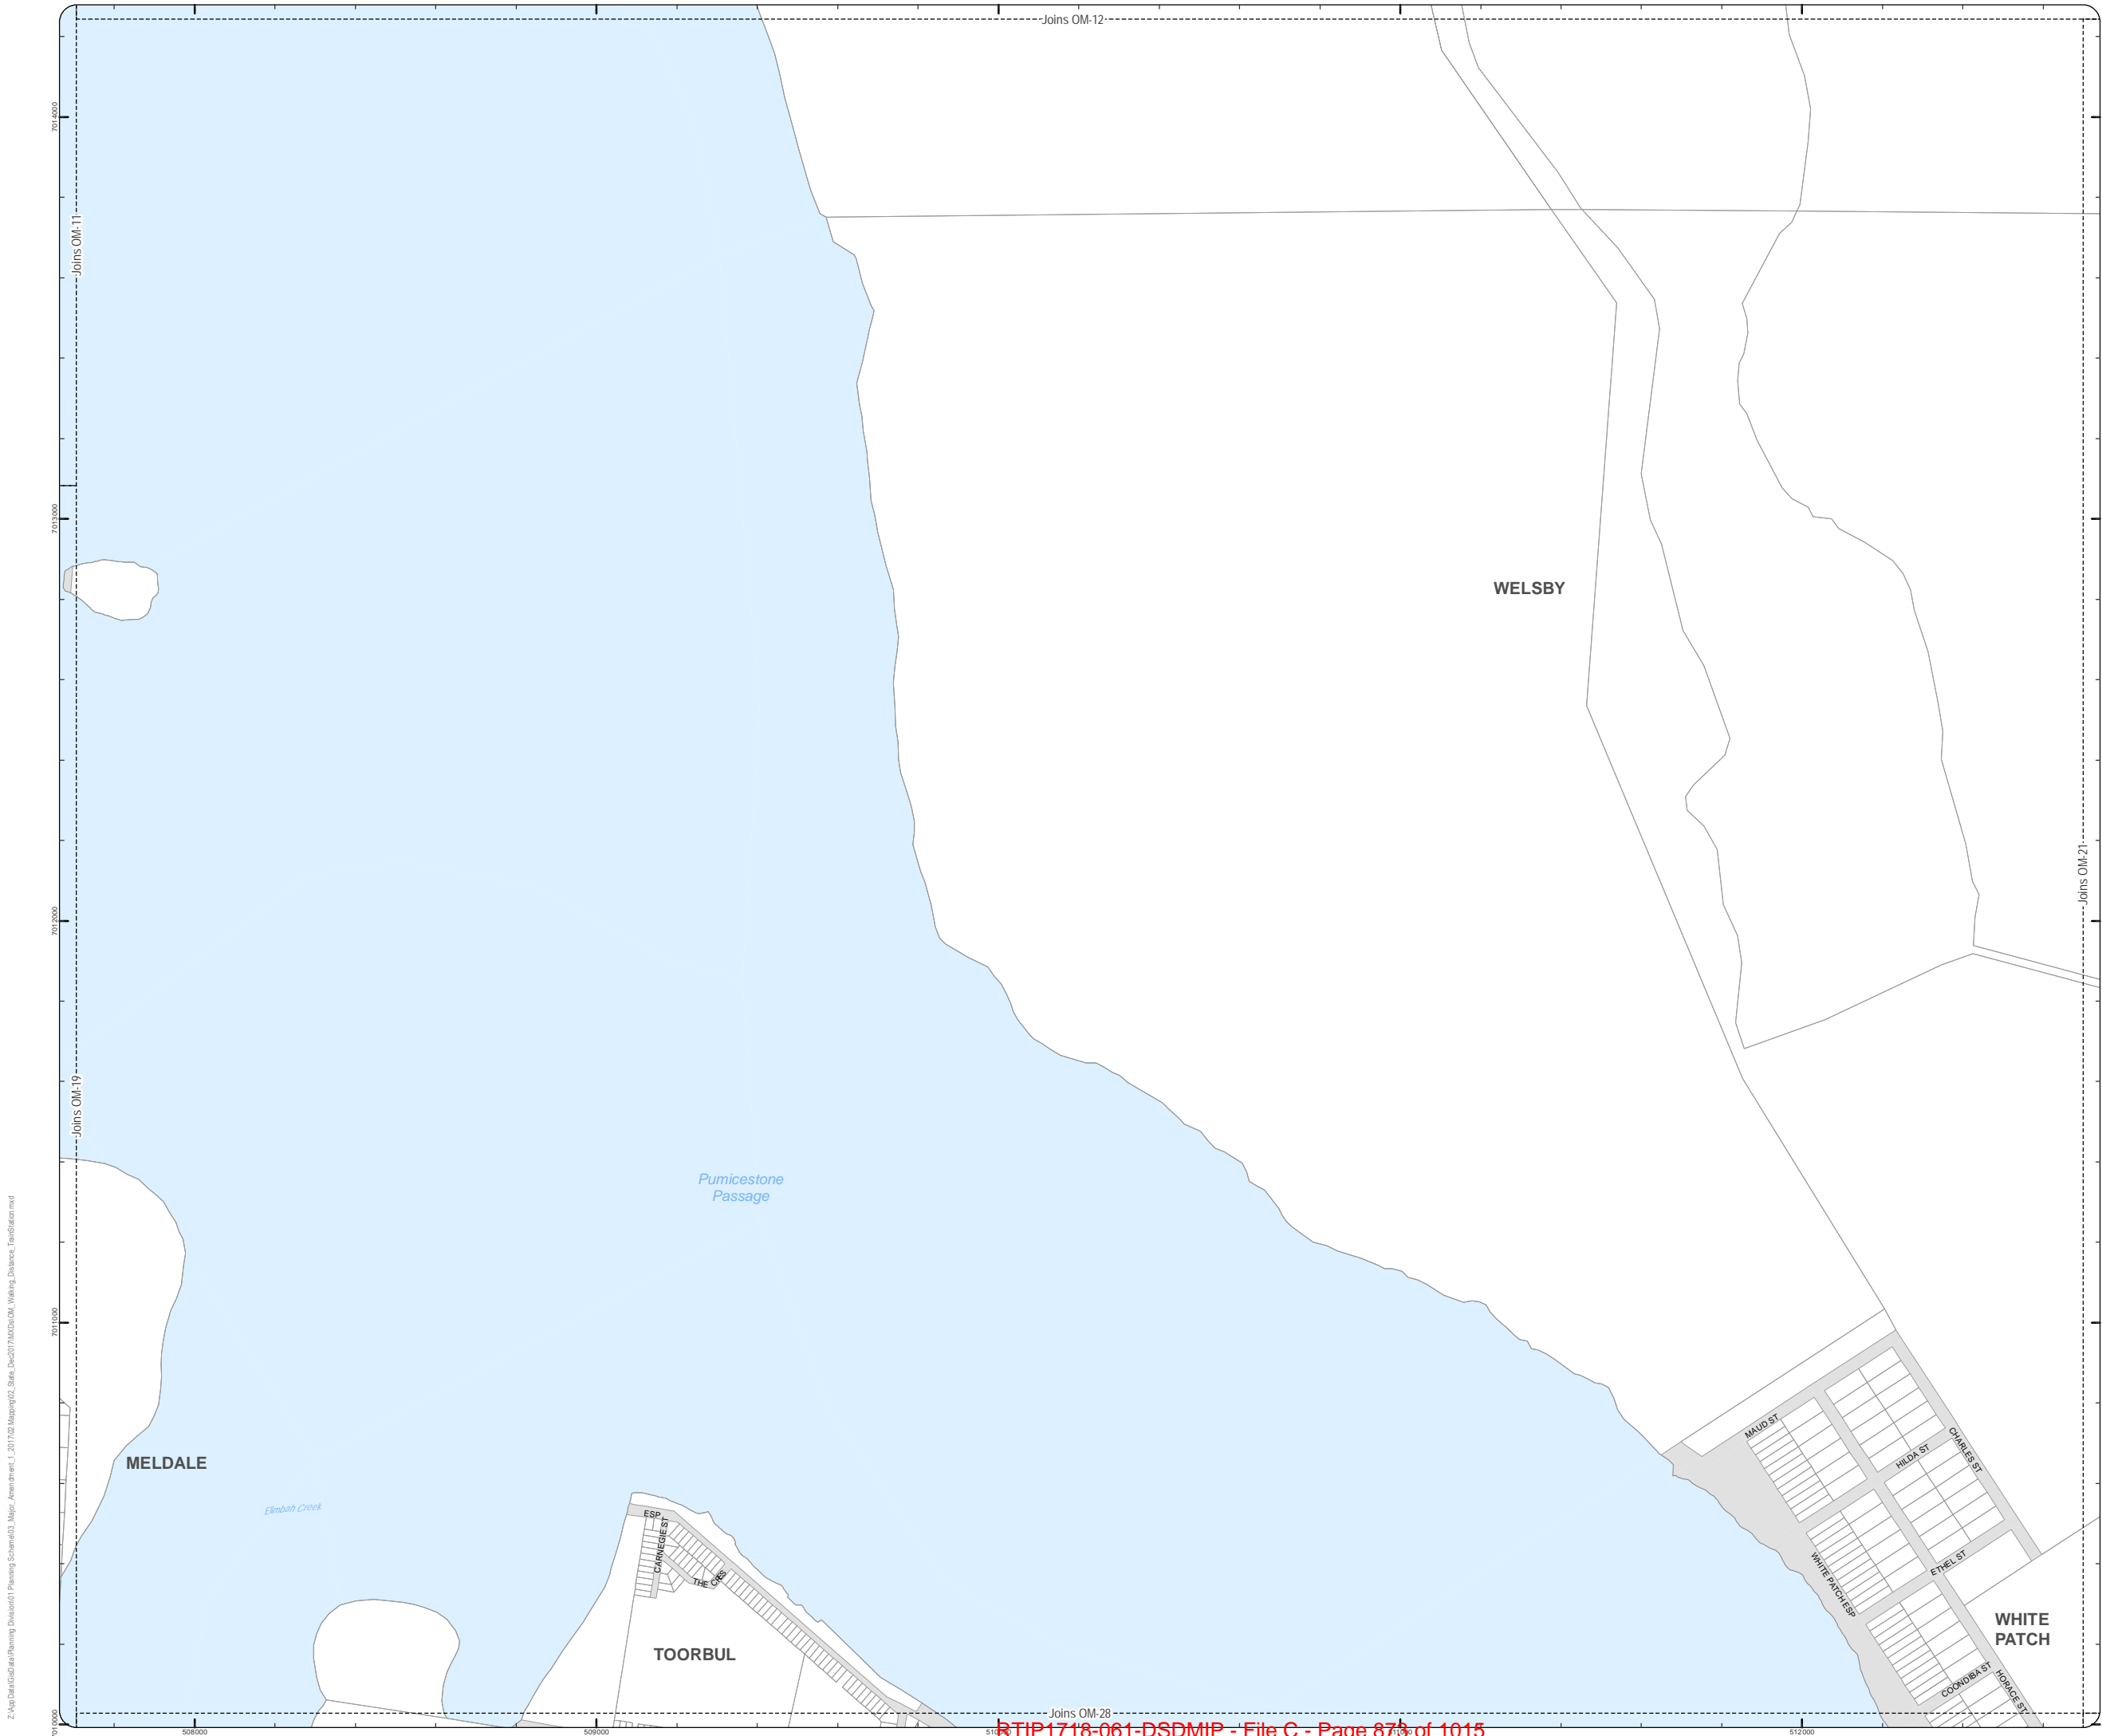 Joins OM-12
7014000
Joins OM-11
7013000
WELSBY
7012000
Joins OM-21
Joins OM-19
Pumicestone
Passage
7011000
MELDALE
Elimbah Creek
MAUD ST
HILDA ST
CHARLES ST
ESP
CARNEGIE ST
THE CRES
WHITE PATCH ESP
ETHEL ST
WHITE
PATCH
TOORBUL
COONDIBA ST
HORACE ST
Joins OM-28
7010000
508000
509000
510000
511000
512000
RTIP1718-061-DSDMIP - File C - Page 873 of 1015